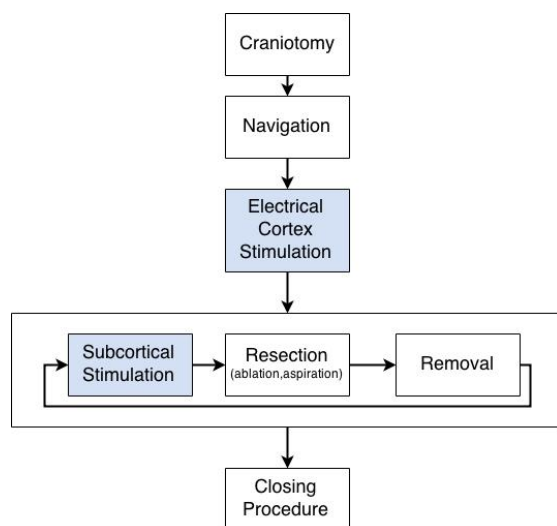 Craniotomy
Navigation
Electrical
Cortex
Stimulation
Subcortical
Stimulation
Resection
(ablation,aspiration)
Removal
Closing
Procedure